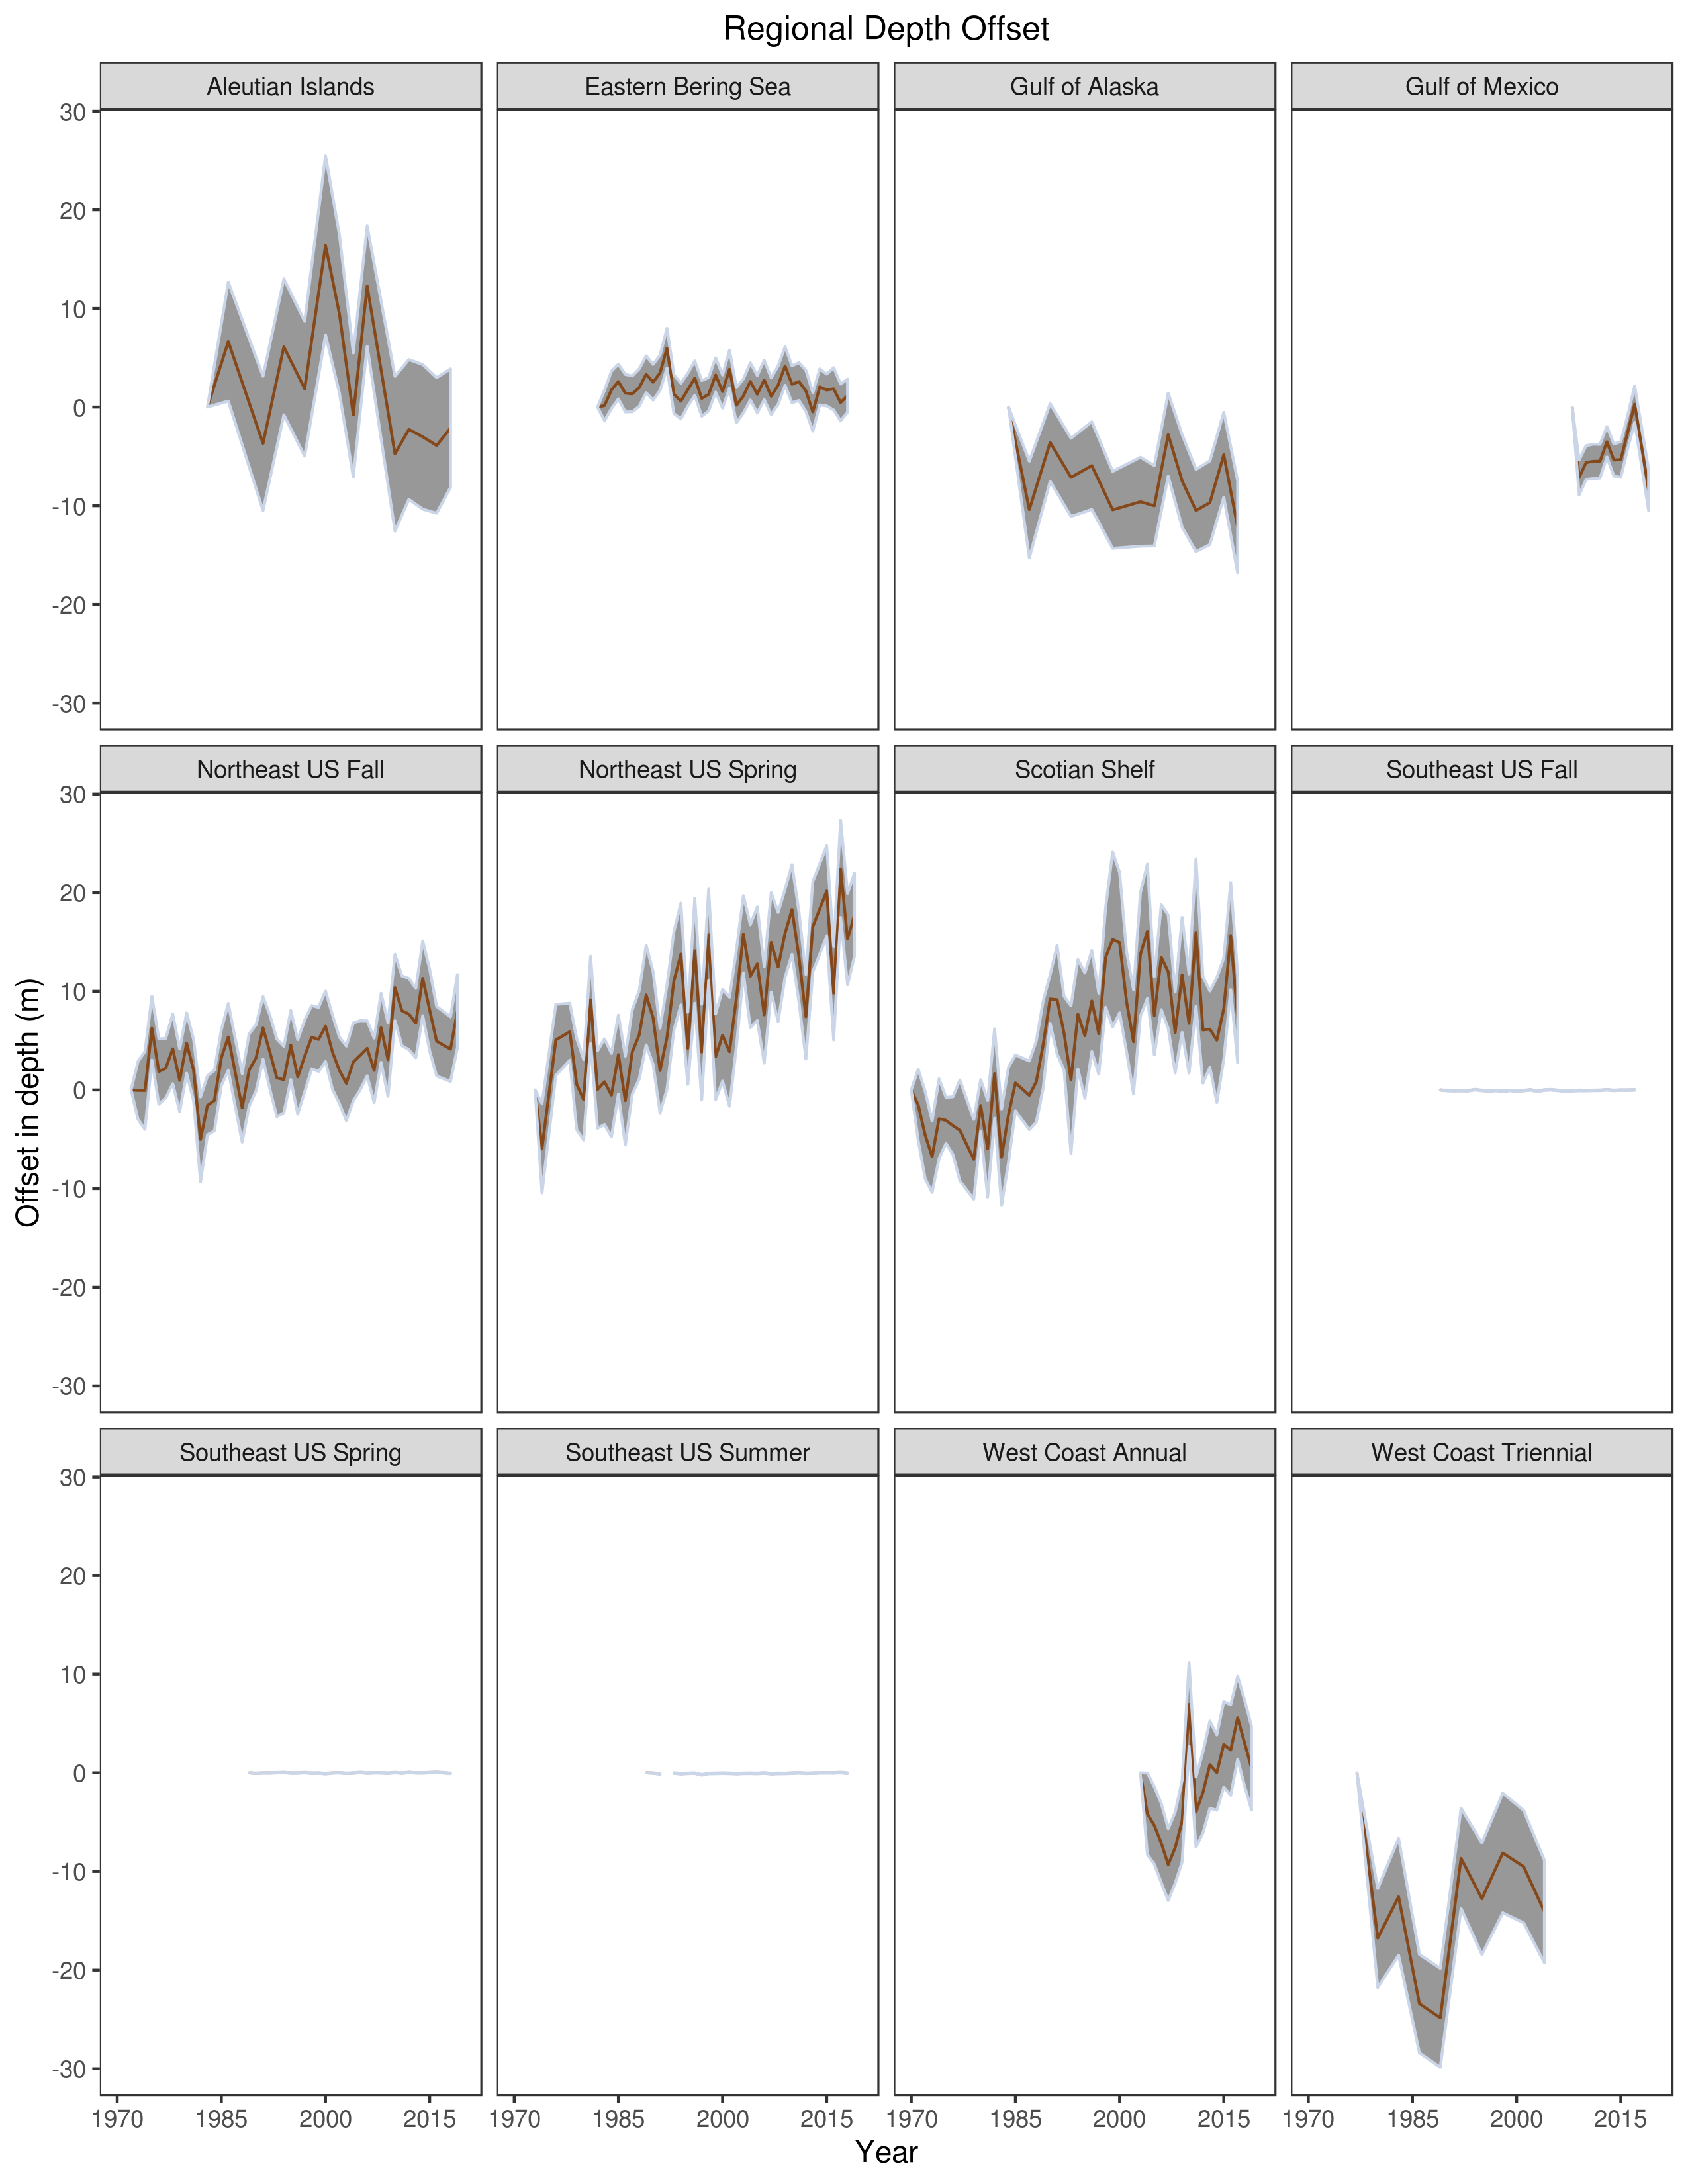 Regional Depth Offset
Aleutian Islands
Eastern Bering Sea
Gulf of Alaska
Gulf of Mexico
30
20
10
0
-10
-20
-30
Northeast US Fall
Northeast US Spring
Scotian Shelf
Southeast US Fall
30
20
10
0
-10
-20
-30
Offset in depth (m)
Southeast US Spring
Southeast US Summer
West Coast Annual
West Coast Triennial
30
20
10
0
-10
-20
-30
1970 1985 2000 2015
1970 1985 2000 2015
1970 1985 2000 2015
1970 1985 2000 2015
Year